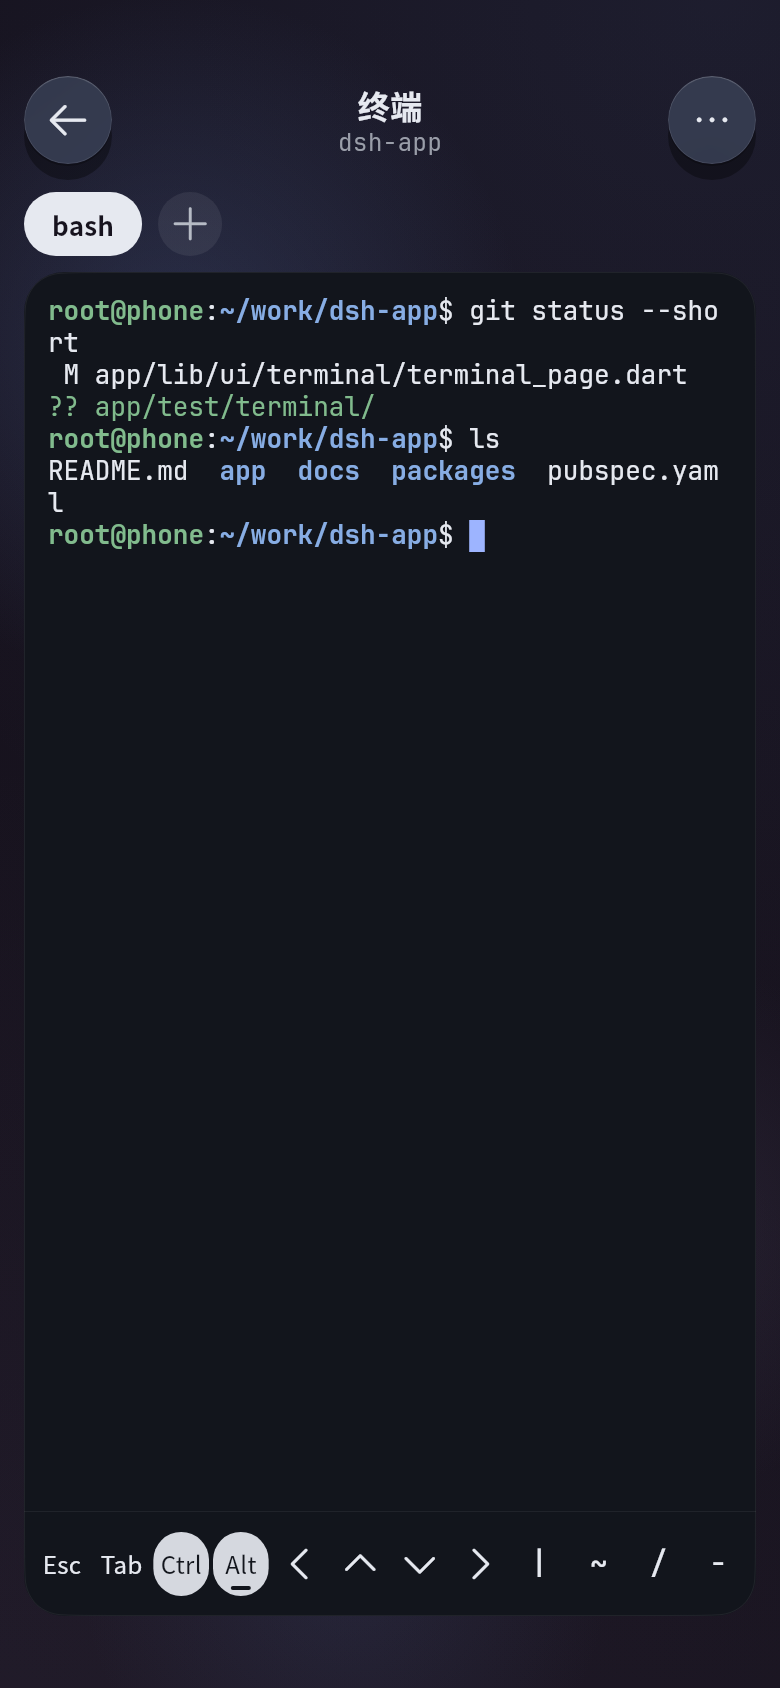 终端
dsh-app
bash
root@phone:~/work/dsh-app$ git status --sho
rt
 M app/lib/ui/terminal/terminal_page.dart
?? app/test/terminal/
root@phone:~/work/dsh-app$ ls
README.md  app  docs  packages  pubspec.yam
l
root@phone:~/work/dsh-app$
Esc Tab Ctrl Alt | ~ / -